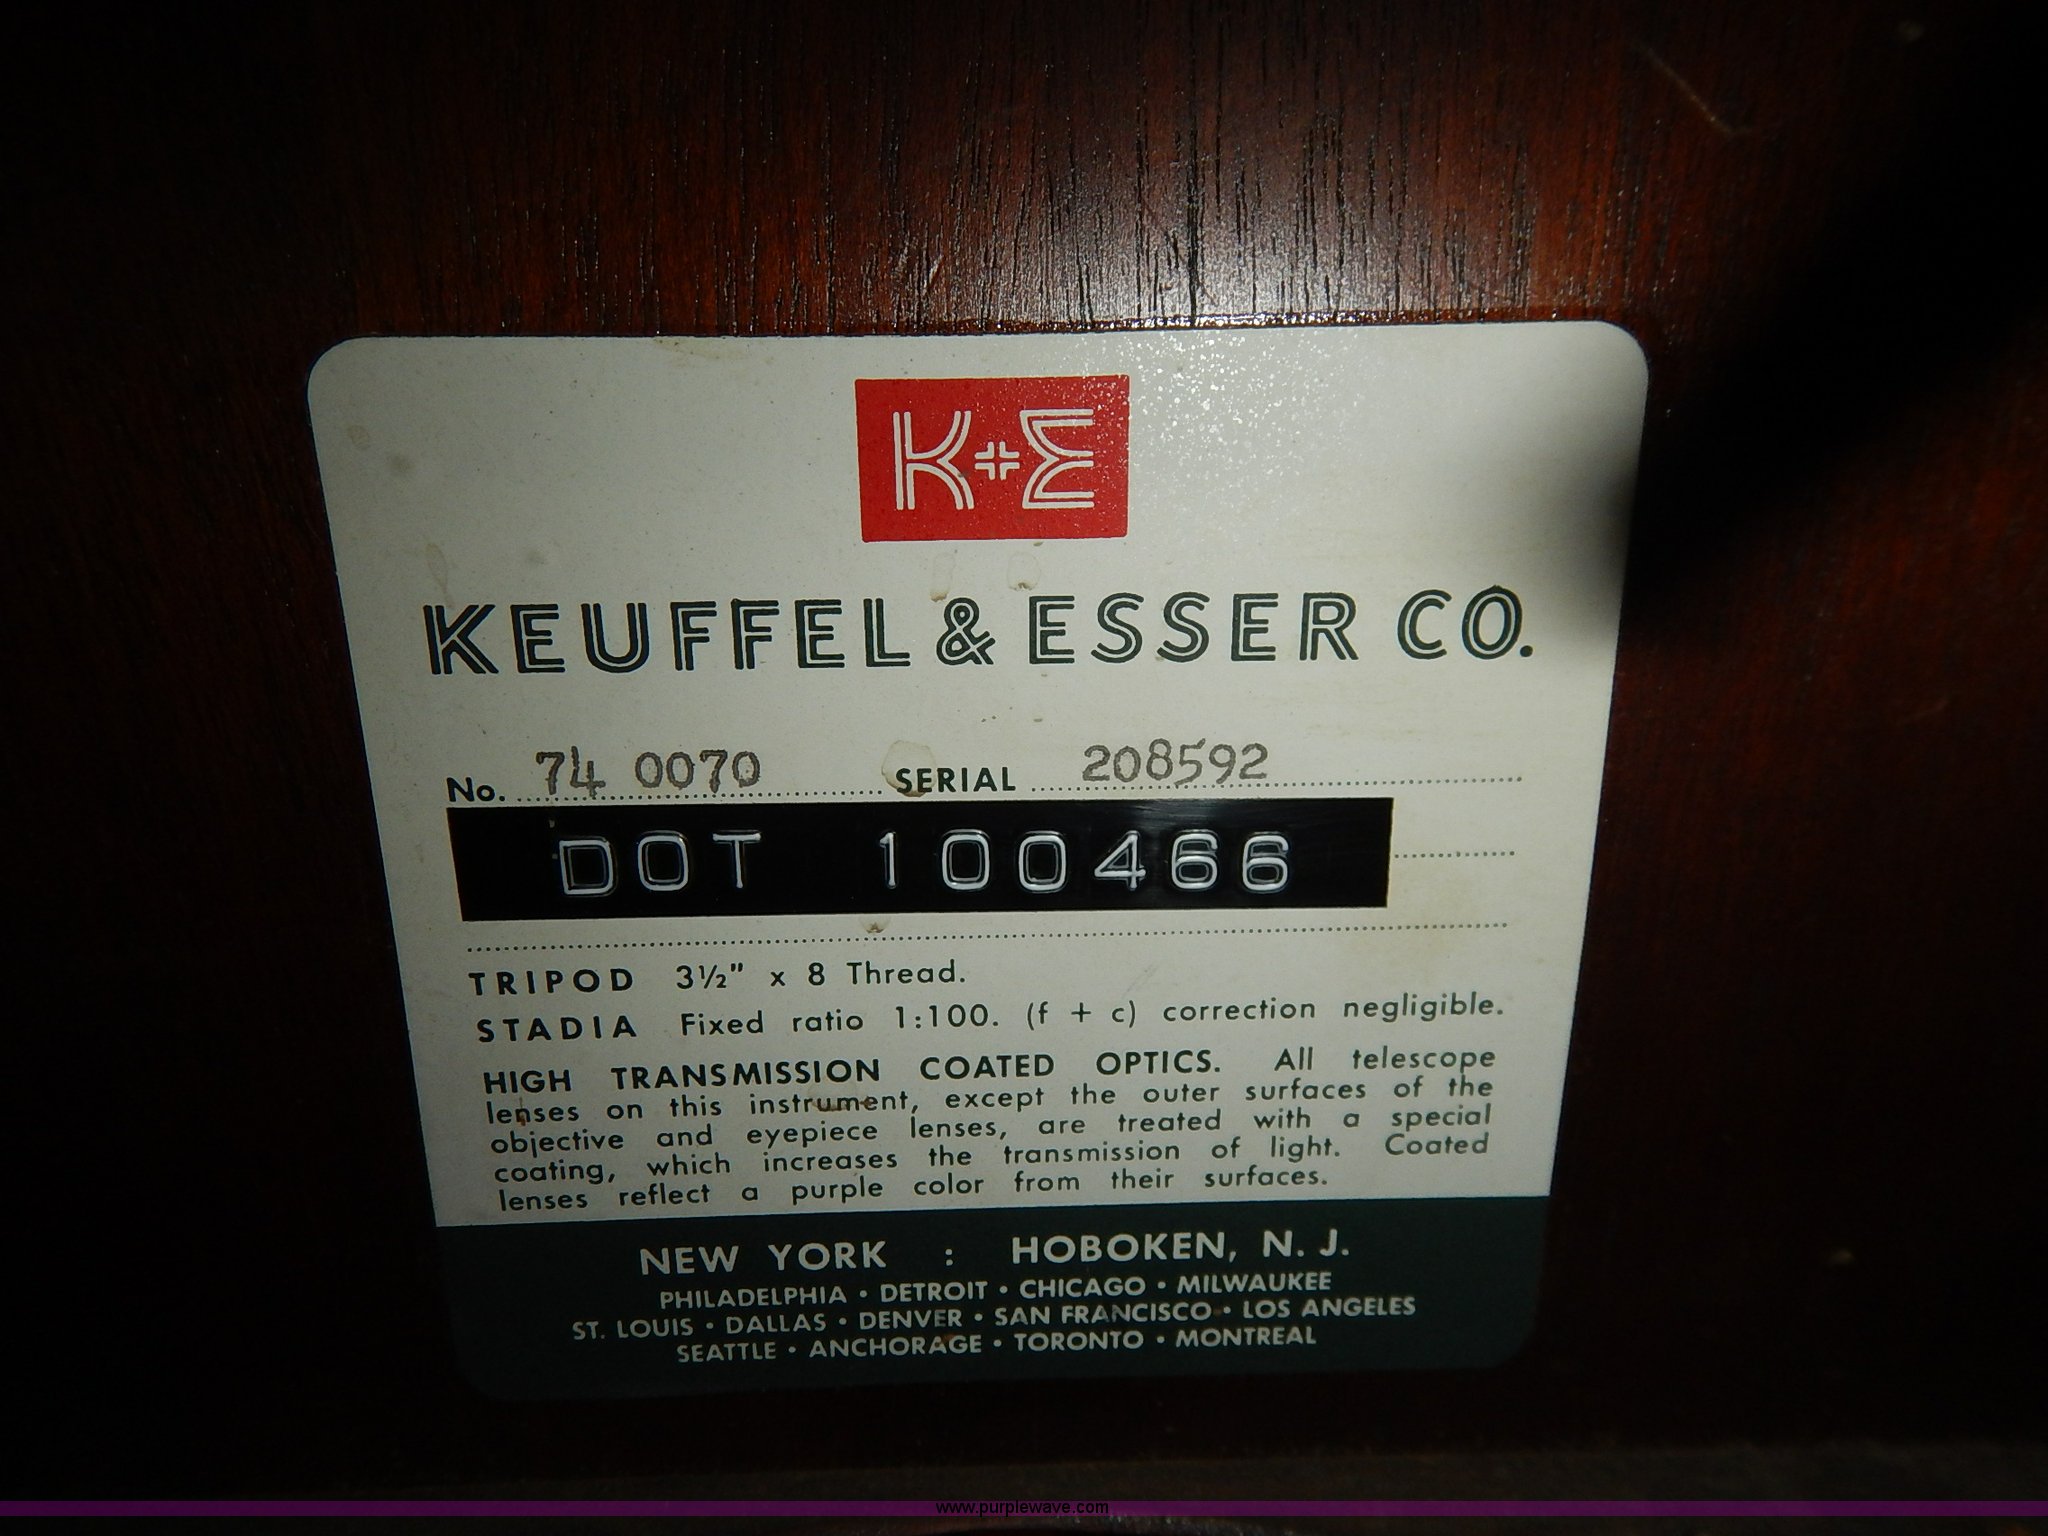 K+E
KEUFFEL & ESSER CO.
No. 74 0070 SERIAL 208592
DOT 100466
TRIPOD 3½" x 8 Thread.
STADIA Fixed ratio 1:100. (f + c) correction negligible.
HIGH TRANSMISSION COATED OPTICS. All telescope
lenses on this instrument, except the outer surfaces of the
objective and eyepiece lenses, are treated with a special
coating, which increases the transmission of light. Coated
lenses reflect a purple color from their surfaces.
NEW YORK : HOBOKEN, N. J.
PHILADELPHIA • DETROIT • CHICAGO • MILWAUKEE
ST. LOUIS • DALLAS • DENVER • SAN FRANCISCO • LOS ANGELES
SEATTLE • ANCHORAGE • TORONTO • MONTREAL
www.purplewave.com